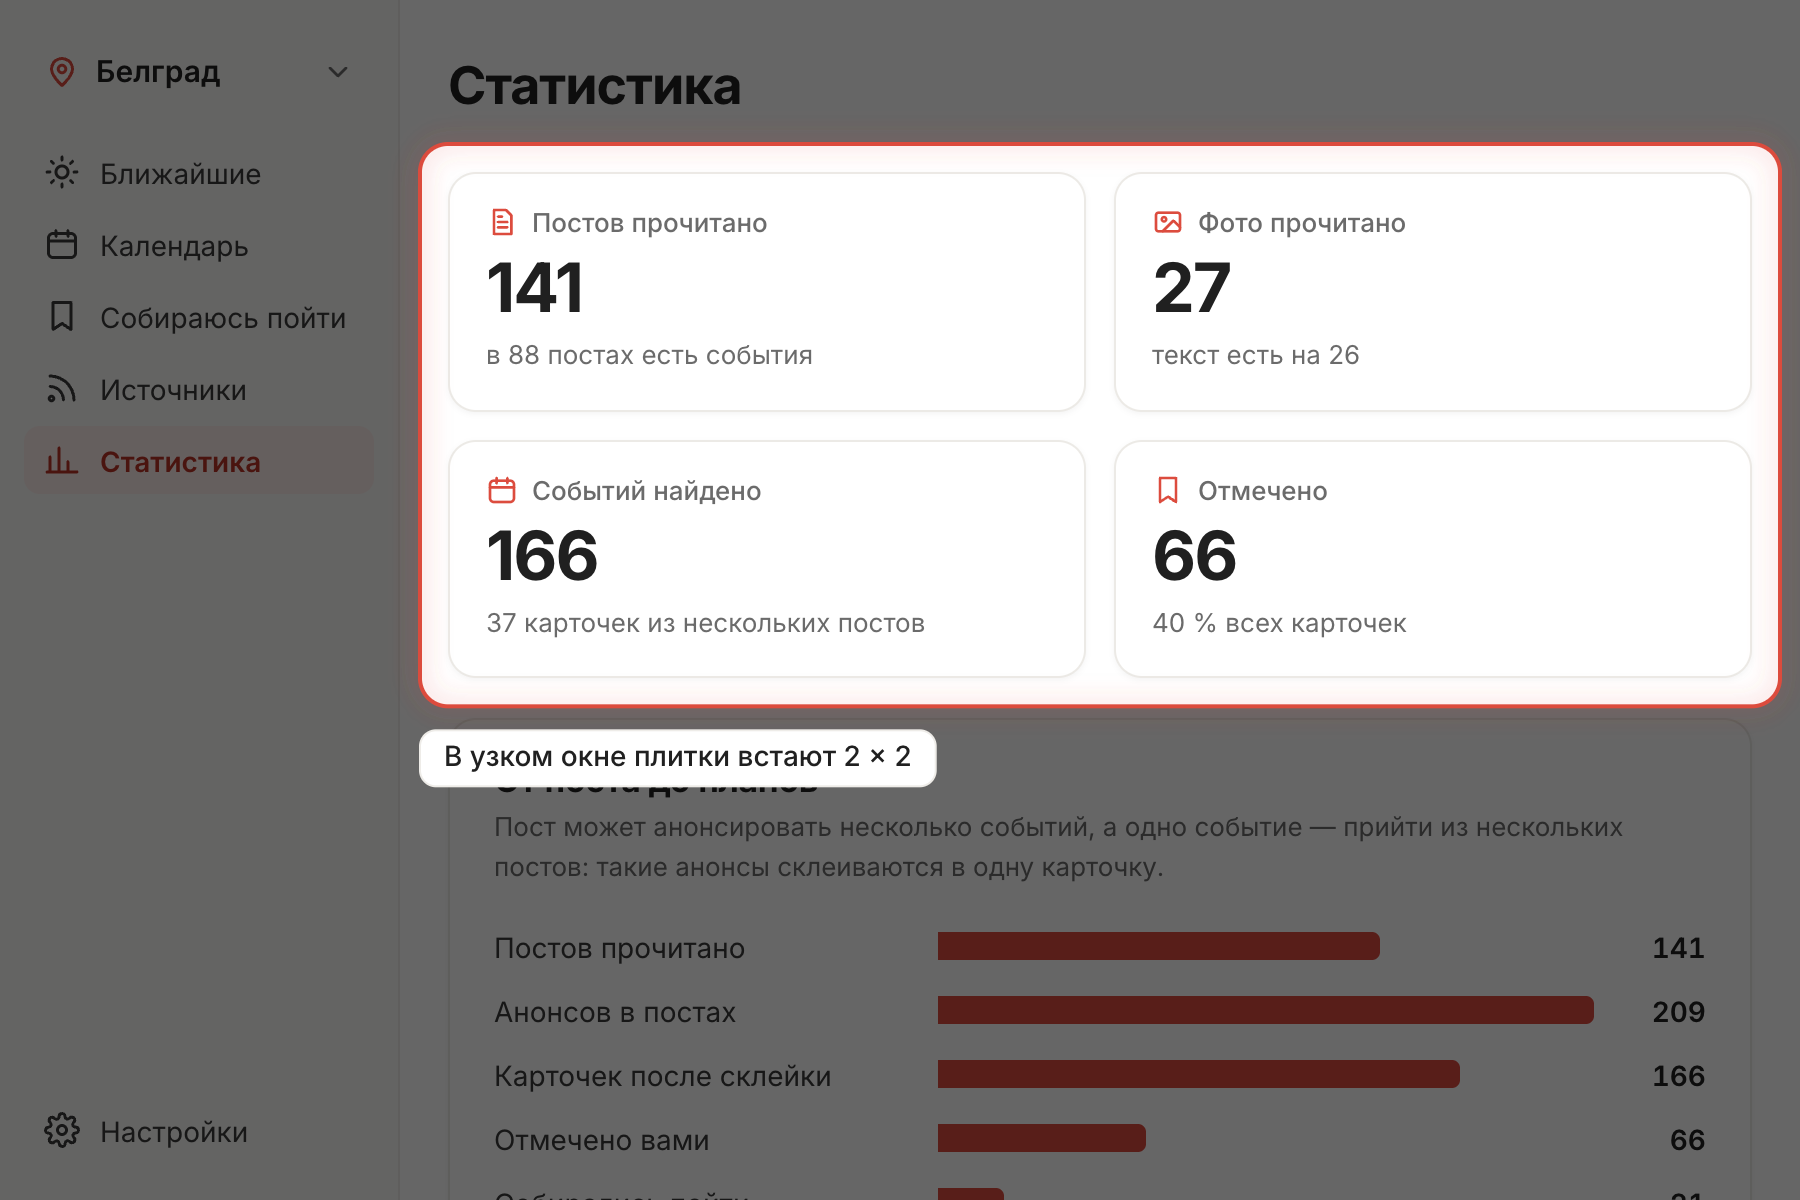 Белград
Ближайшие
Календарь
Собираюсь пойти
Источники
Статистика
Настройки
Статистика
Постов прочитано
141
в 88 постах есть события
Фото прочитано
27
текст есть на 26
Событий найдено
166
37 карточек из нескольких постов
Отмечено
66
40 % всех карточек
В узком окне плитки встают 2 × 2
Пост может анонсировать несколько событий, а одно событие — прийти из нескольких
постов: такие анонсы склеиваются в одну карточку.
Постов прочитано 141
Анонсов в постах 209
Карточек после склейки 166
Отмечено вами 66